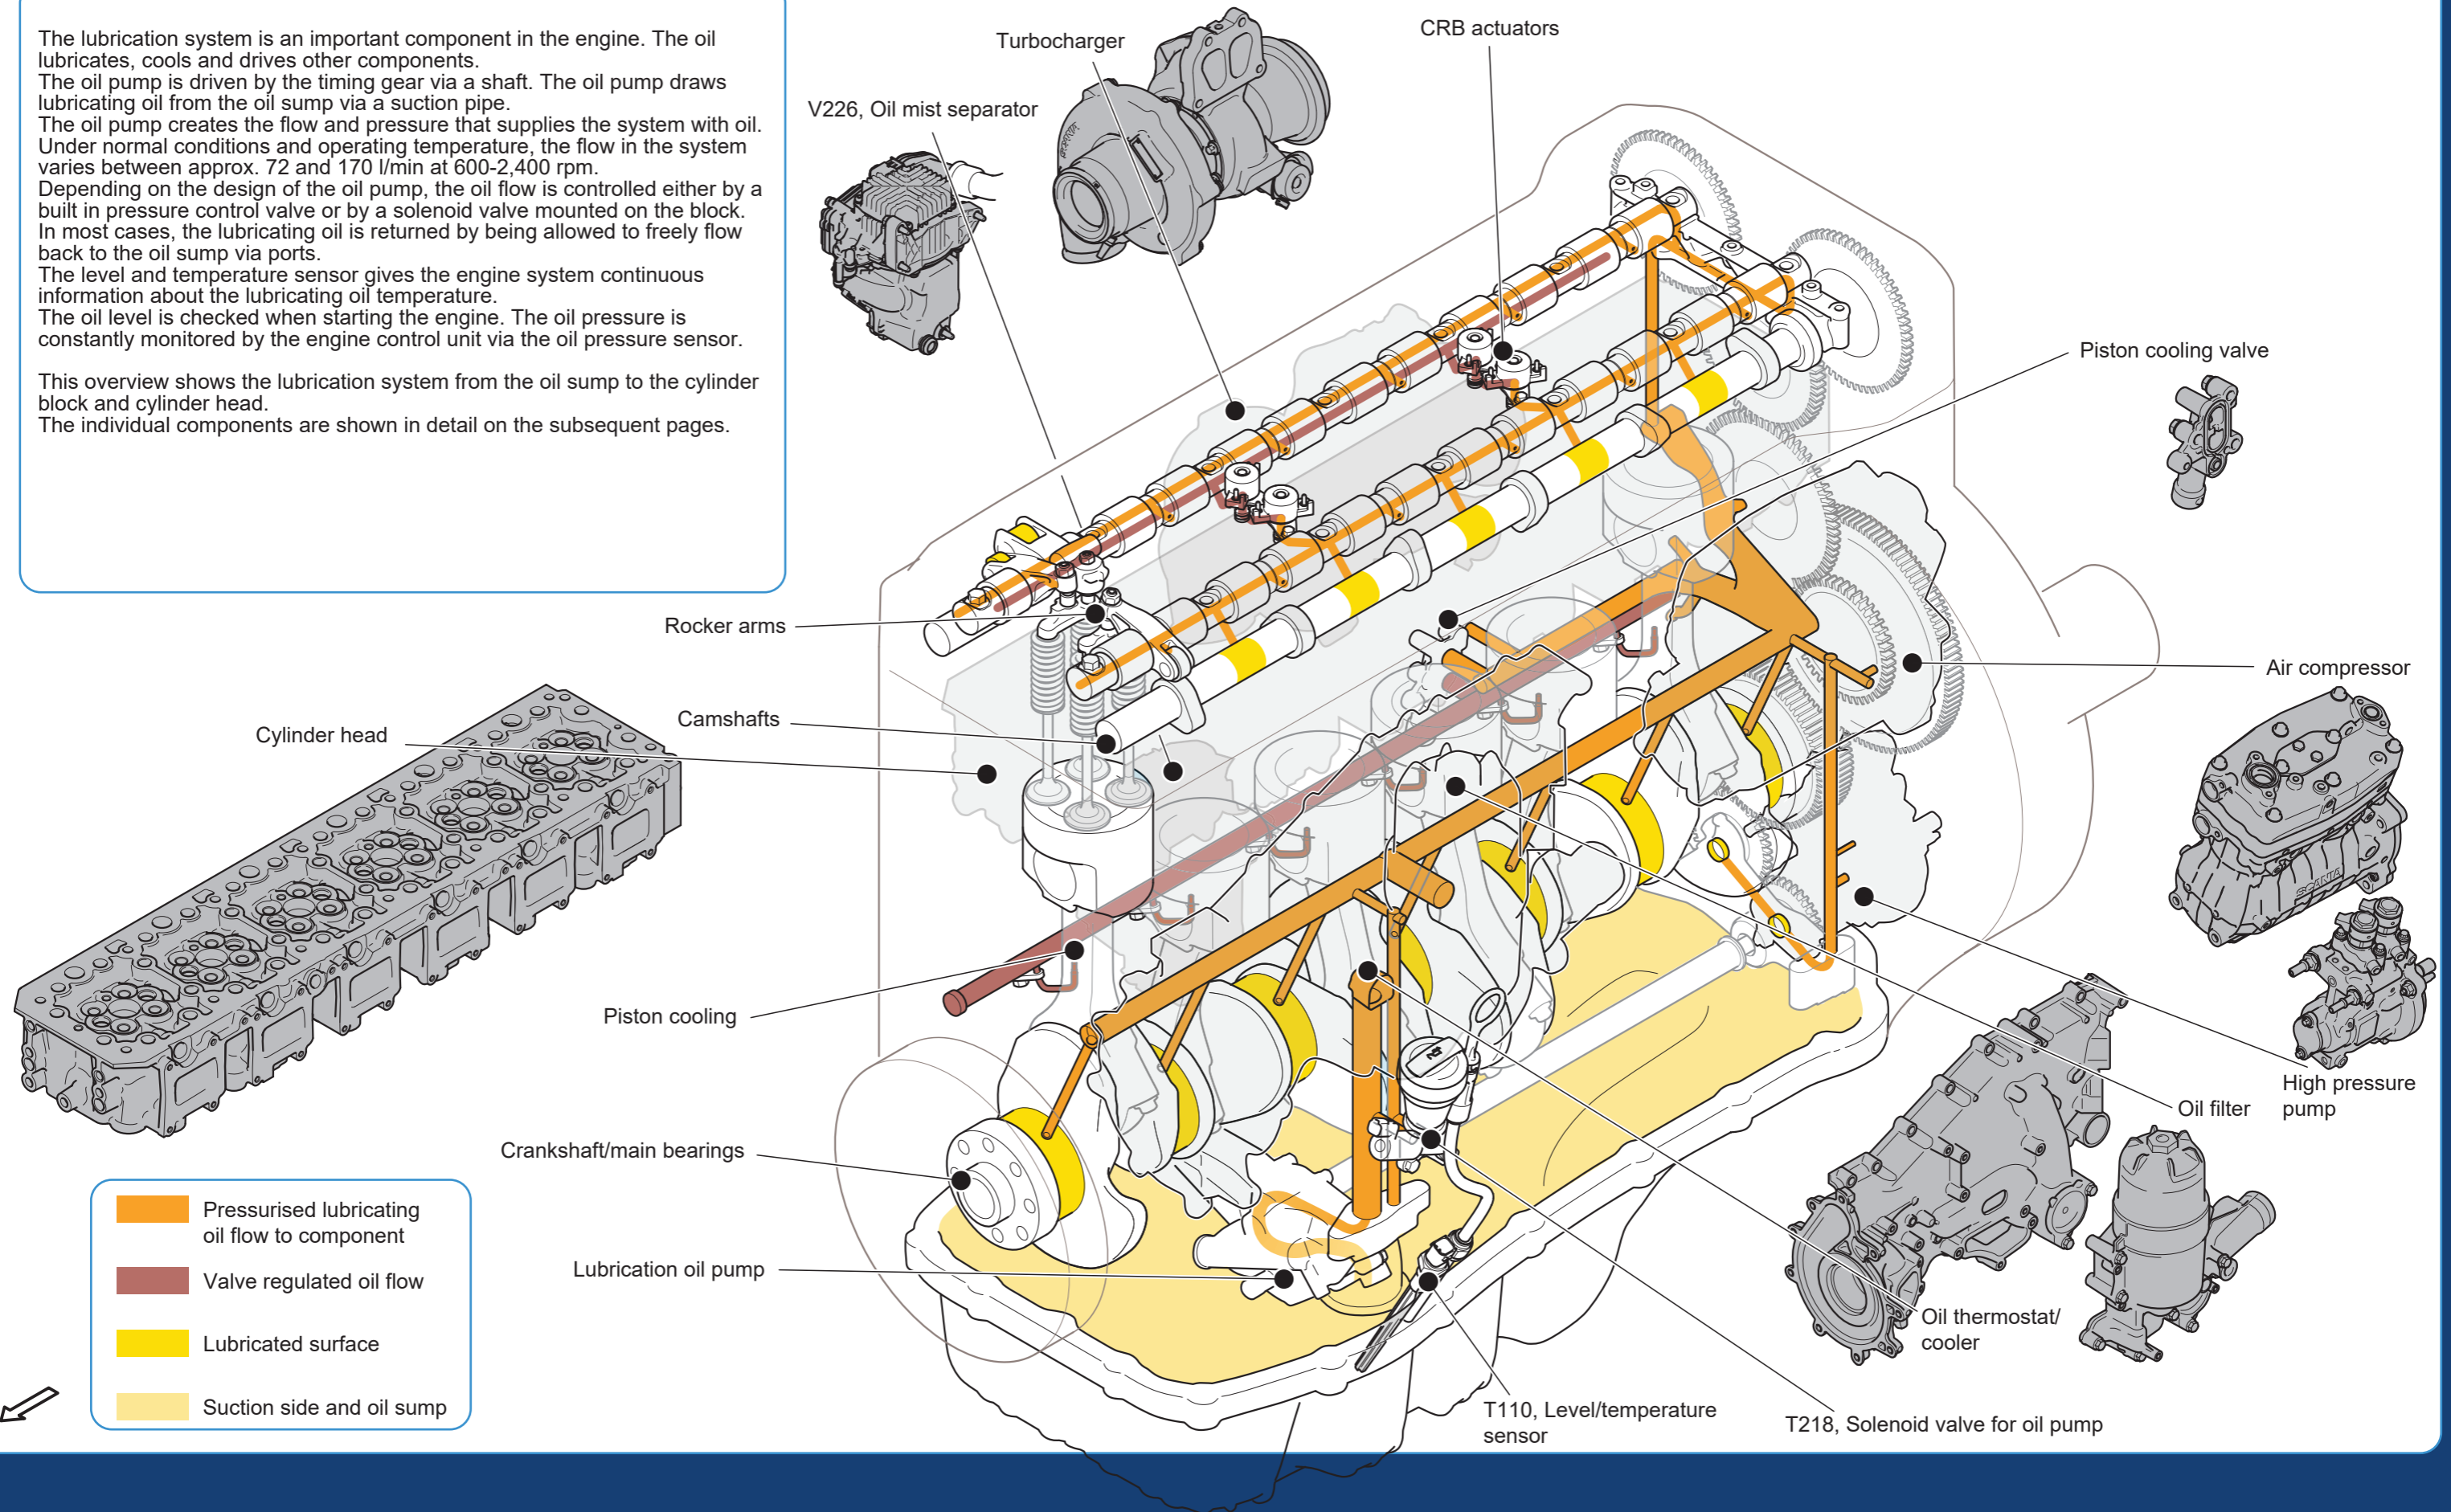 The lubrication system is an important component in the engine. The oil
lubricates, cools and drives other components.
The oil pump is driven by the timing gear via a shaft. The oil pump draws
lubricating oil from the oil sump via a suction pipe.
The oil pump creates the flow and pressure that supplies the system with oil.
Under normal conditions and operating temperature, the flow in the system
varies between approx. 72 and 170 l/min at 600-2,400 rpm.
Depending on the design of the oil pump, the oil flow is controlled either by a
built in pressure control valve or by a solenoid valve mounted on the block.
In most cases, the lubricating oil is returned by being allowed to freely flow
back to the oil sump via ports.
The level and temperature sensor gives the engine system continuous
information about the lubricating oil temperature.
The oil level is checked when starting the engine. The oil pressure is
constantly monitored by the engine control unit via the oil pressure sensor.
This overview shows the lubrication system from the oil sump to the cylinder
block and cylinder head.
The individual components are shown in detail on the subsequent pages.
Turbocharger
CRB actuators
V226, Oil mist separator
SCANIA
Piston cooling valve
Rocker arms
Air compressor
Camshafts
Cylinder head
SCANIA
Piston cooling
High pressure
pump
Oil filter
Crankshaft/main bearings
Lubrication oil pump
Oil thermostat/
cooler
T110, Level/temperature
sensor
T218, Solenoid valve for oil pump
Pressurised lubricating
oil flow to component
Valve regulated oil flow
Lubricated surface
Suction side and oil sump